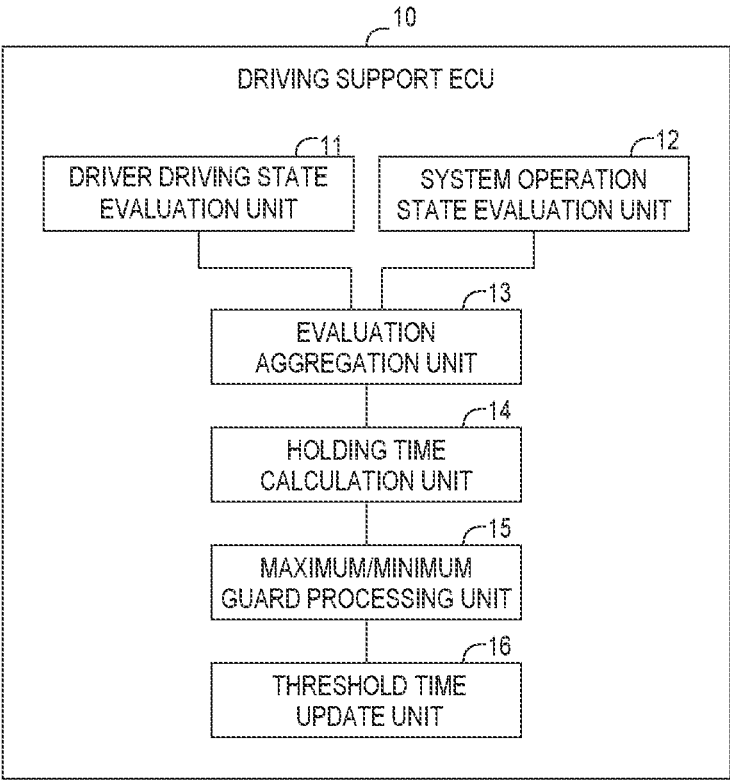 10
DRIVING SUPPORT ECU
11
DRIVER DRIVING STATE
EVALUATION UNIT
12
SYSTEM OPERATION
STATE EVALUATION UNIT
13
EVALUATION
AGGREGATION UNIT
14
HOLDING TIME
CALCULATION UNIT
15
MAXIMUM/MINIMUM
GUARD PROCESSING UNIT
16
THRESHOLD TIME
UPDATE UNIT